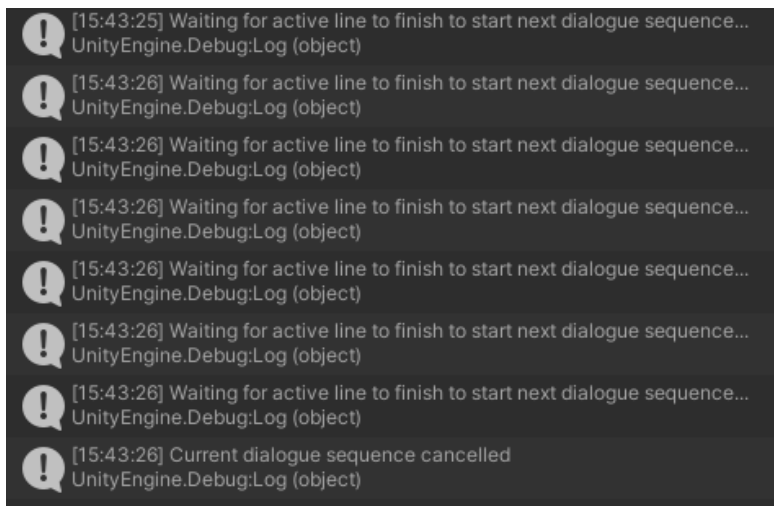 [15:43:25] Waiting for active line to finish to start next dialogue sequence...
UnityEngine.Debug:Log (object)
[15:43:26] Waiting for active line to finish to start next dialogue sequence...
UnityEngine.Debug:Log (object)
[15:43:26] Waiting for active line to finish to start next dialogue sequence...
UnityEngine.Debug:Log (object)
[15:43:26] Waiting for active line to finish to start next dialogue sequence...
UnityEngine.Debug:Log (object)
[15:43:26] Waiting for active line to finish to start next dialogue sequence...
UnityEngine.Debug:Log (object)
[15:43:26] Waiting for active line to finish to start next dialogue sequence...
UnityEngine.Debug:Log (object)
[15:43:26] Waiting for active line to finish to start next dialogue sequence...
UnityEngine.Debug:Log (object)
[15:43:26] Current dialogue sequence cancelled
UnityEngine.Debug:Log (object)